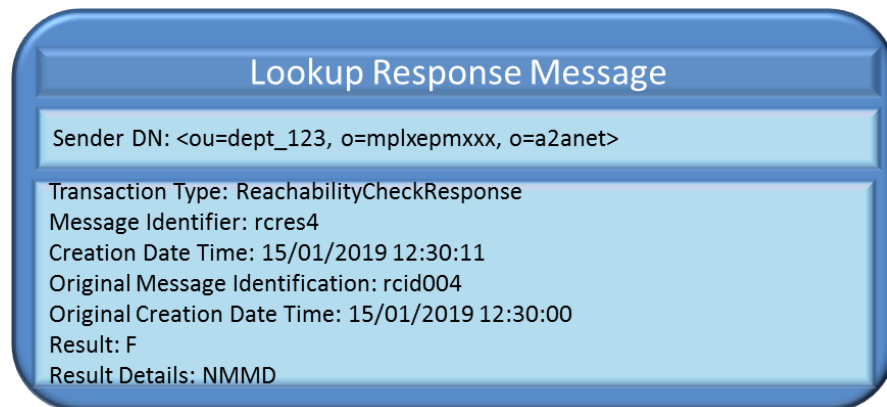 Lookup Response Message
Sender DN: <ou=dept_123, o=mplxepmxxx, o=a2anet>
Transaction Type: ReachabilityCheckResponse
Message Identifier: rcres4
Creation Date Time: 15/01/2019 12:30:11
Original Message Identification: rcid004
Original Creation Date Time: 15/01/2019 12:30:00
Result: F
Result Details: NMMD